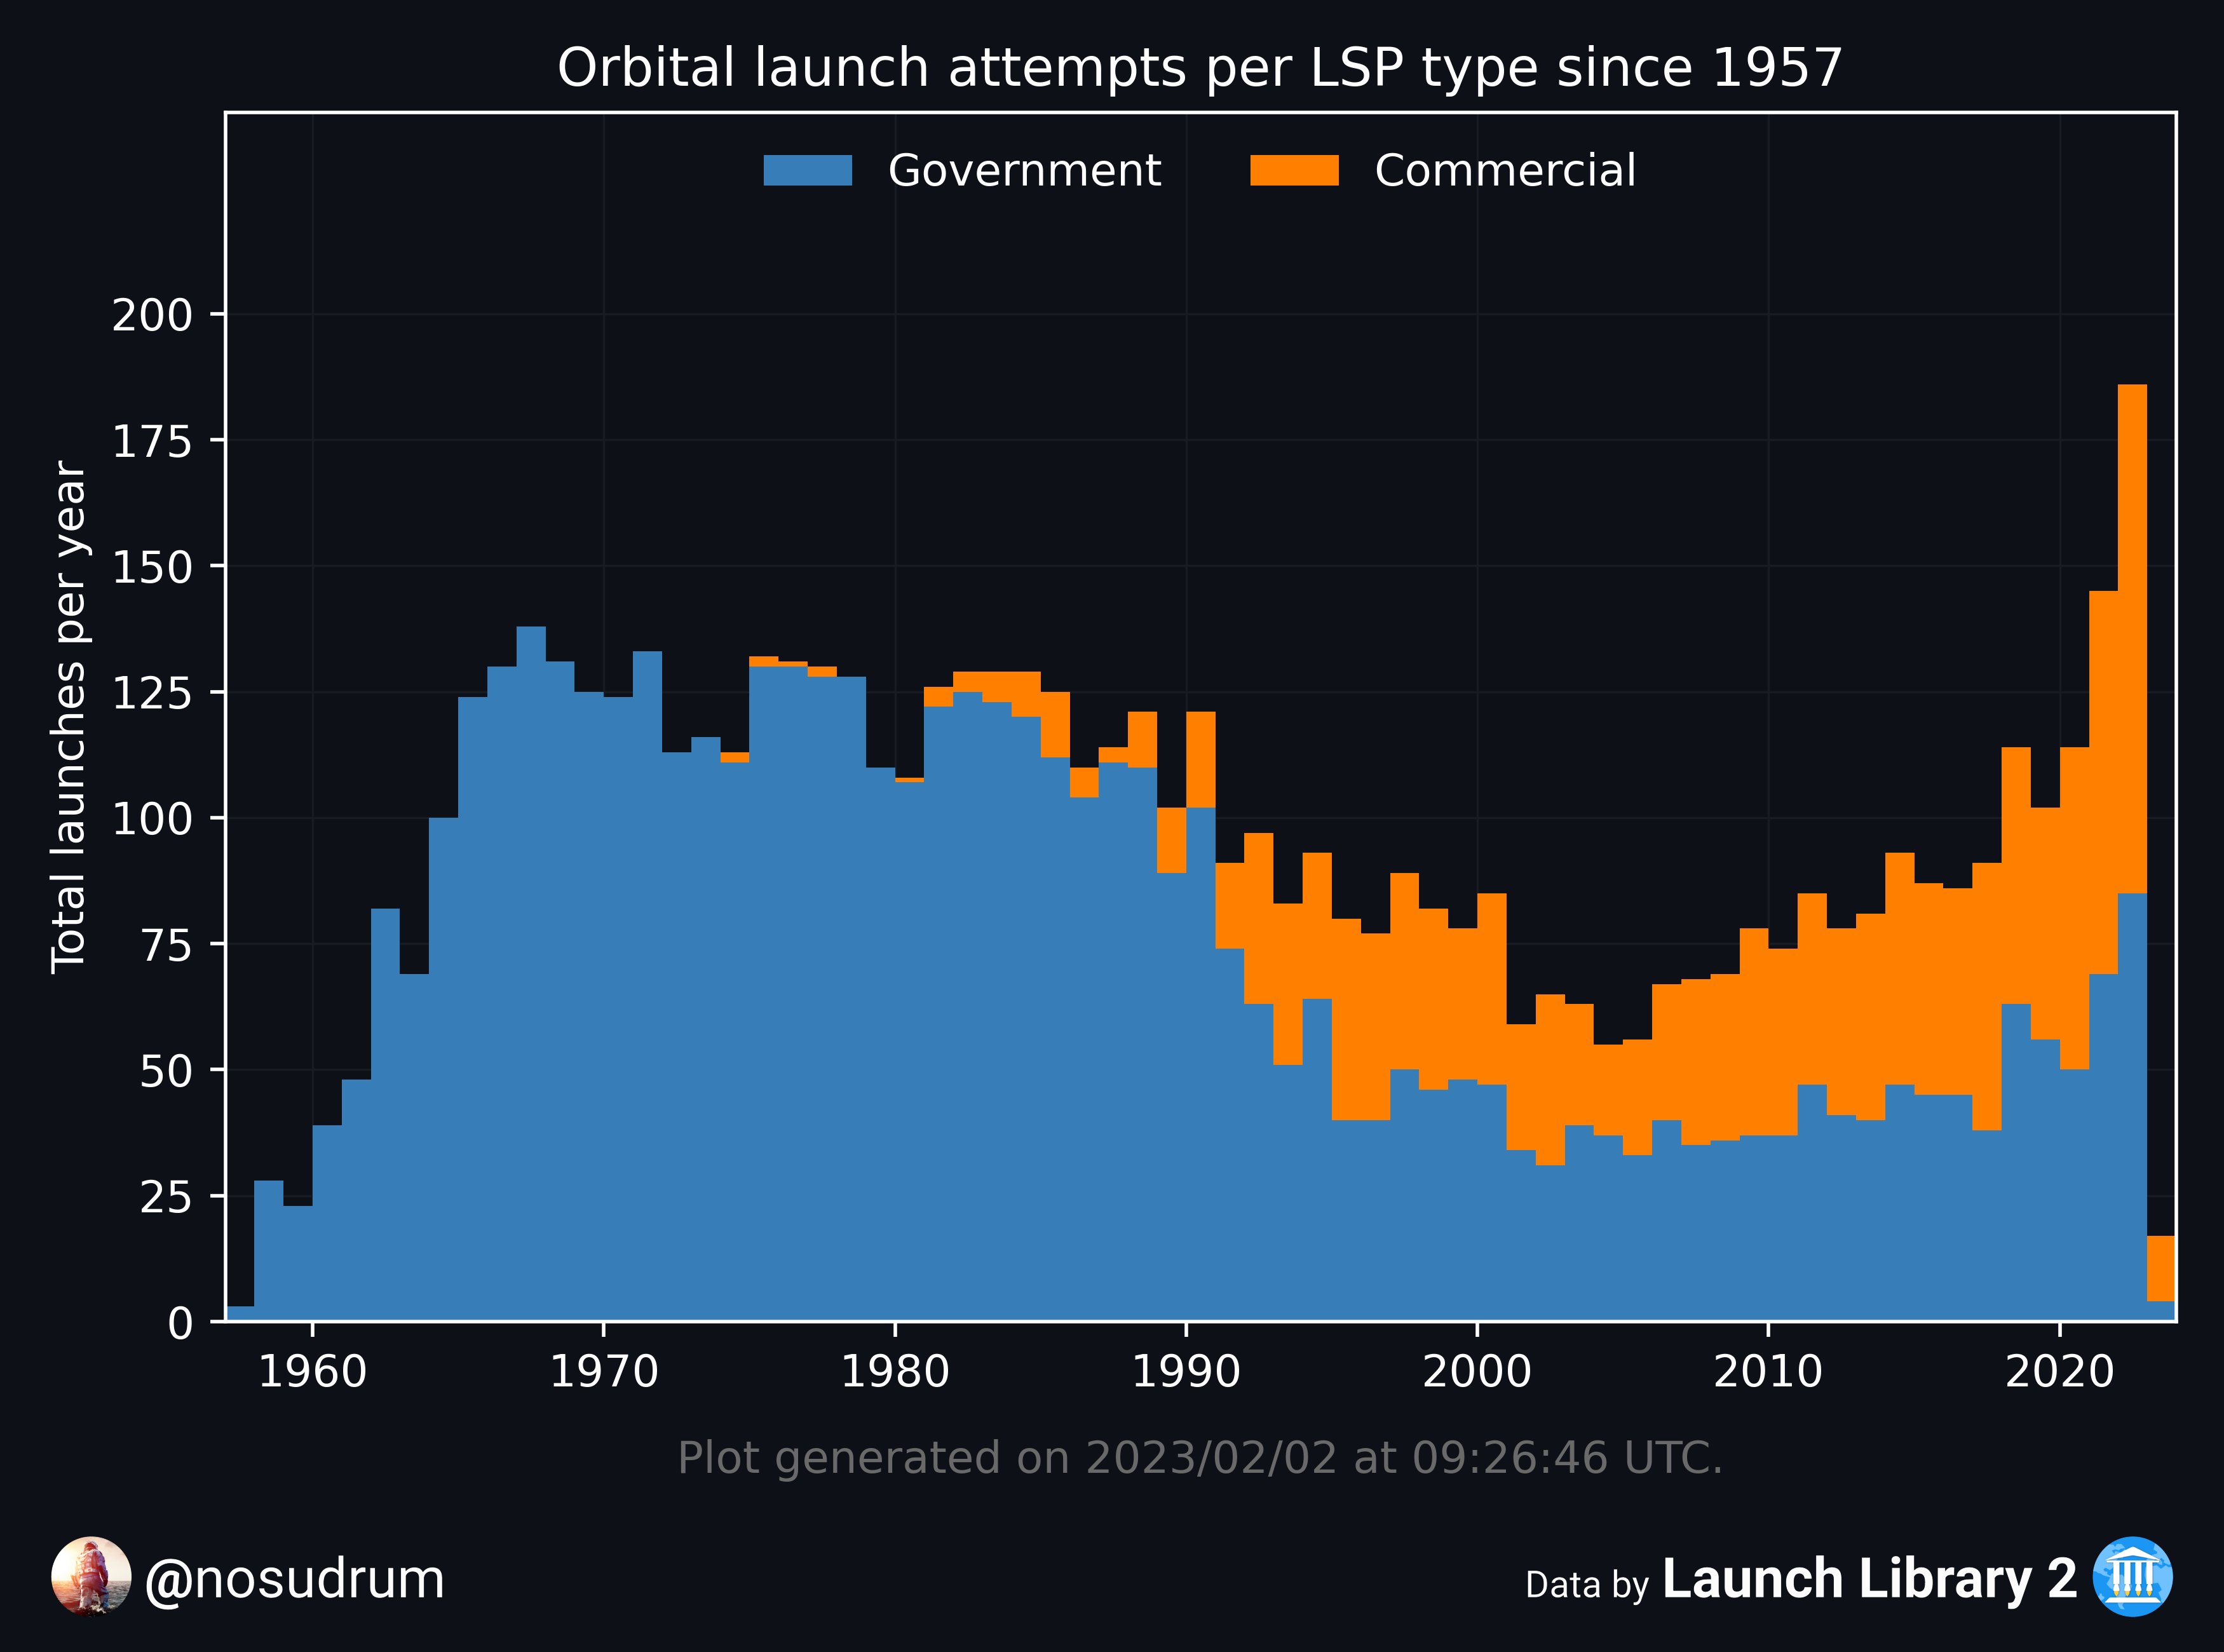 Orbital launch attempts per LSP type since 1957
Government Commercial
Total launches per year
200
175
150
125
100
75
50
25
0
1960 1970 1980 1990 2000 2010 2020
Plot generated on 2023/02/02 at 09:26:46 UTC.
@nosudrum
Data by Launch Library 2